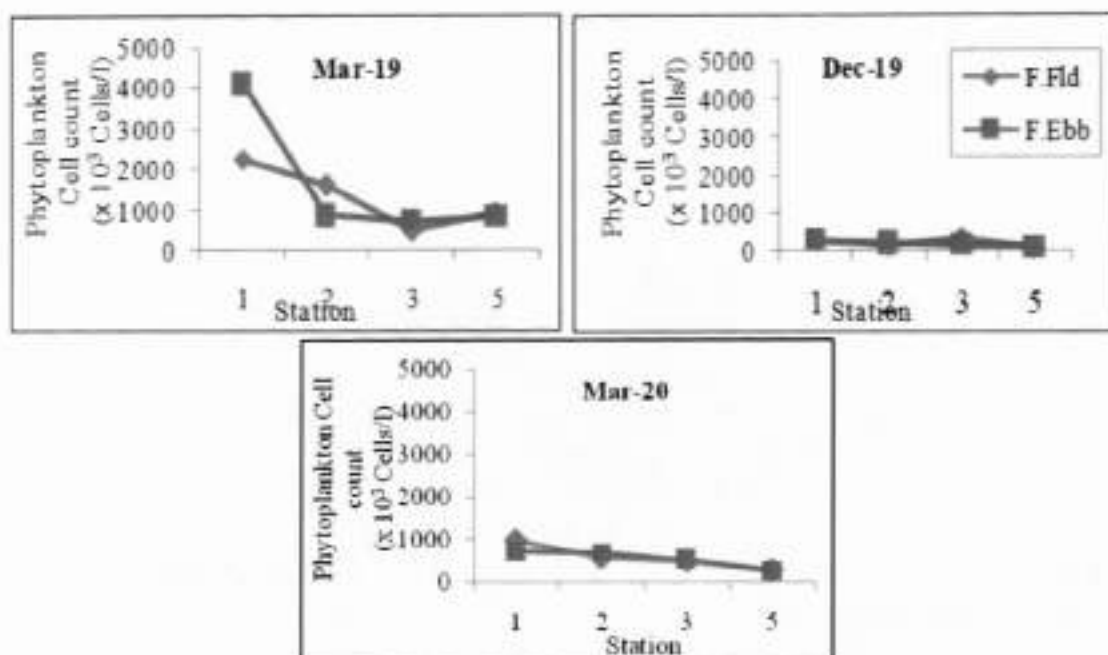 Mar-19
Phytoplankton
Cell count
(x 10³ Cells/l)
5000
4000
3000
2000
1000
0
1 2 3 5
Station
Dec-19
Phytoplankton
Cell count
(x 10³ Cells/l)
5000
4000
3000
2000
1000
0
1 2 3 5
Station
F.Fld
F.Ebb
Mar-20
Phytoplankton Cell
count
(x 10³ Cells/l)
5000
4000
3000
2000
1000
0
1 2 3 5
Station